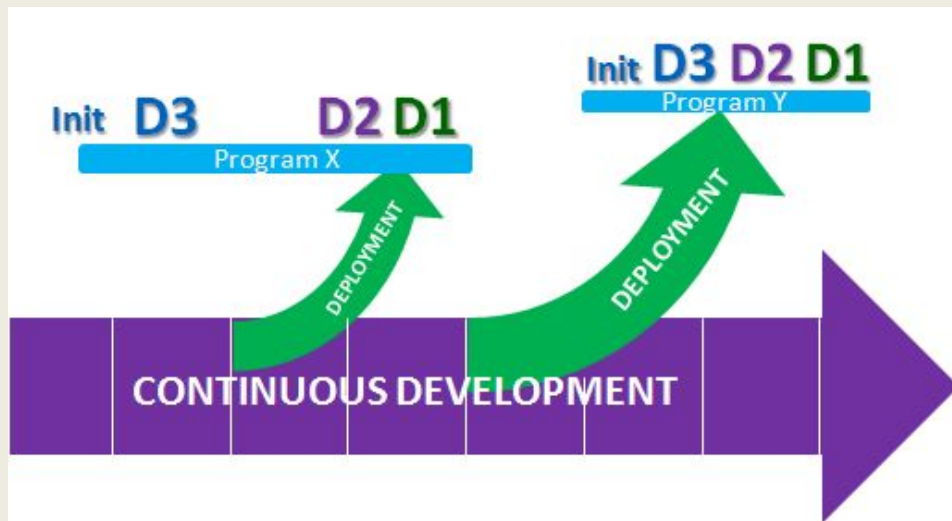 Init D3 D2 D1
Program X
Init D3 D2 D1
Program Y
DEPLOYMENT
DEPLOYMENT
CONTINUOUS DEVELOPMENT